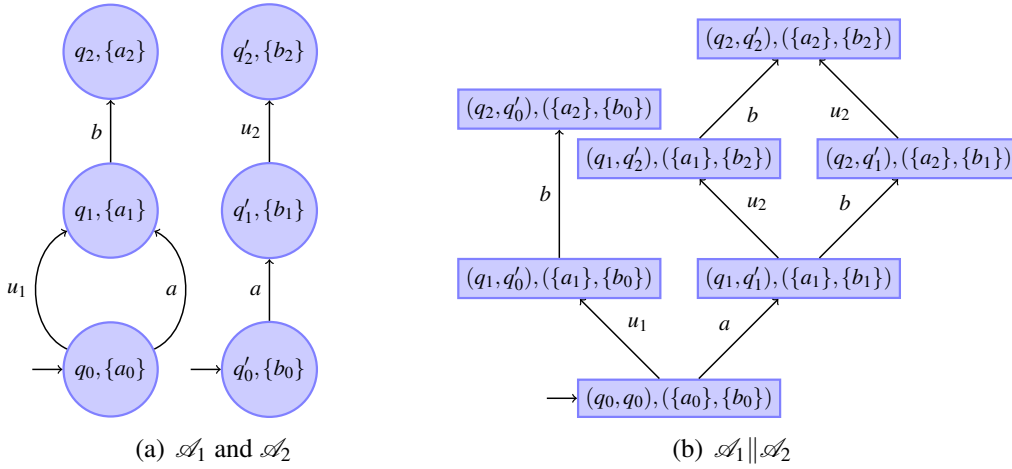 q₂,{a₂}
q′₂,{b₂}
b
u₂
q₁,{a₁}
q′₁,{b₁}
u₁
a
a
q₀,{a₀}
q′₀,{b₀}
(a) 𝒜₁ and 𝒜₂
(q₂,q′₂),({a₂},{b₂})
b
u₂
(q₂,q′₀),({a₂},{b₀})
(q₁,q′₂),({a₁},{b₂})
(q₂,q′₁),({a₂},{b₁})
b
u₂
b
(q₁,q′₀),({a₁},{b₀})
(q₁,q′₁),({a₁},{b₁})
u₁
a
(q₀,q₀),({a₀},{b₀})
(b) 𝒜₁∥𝒜₂